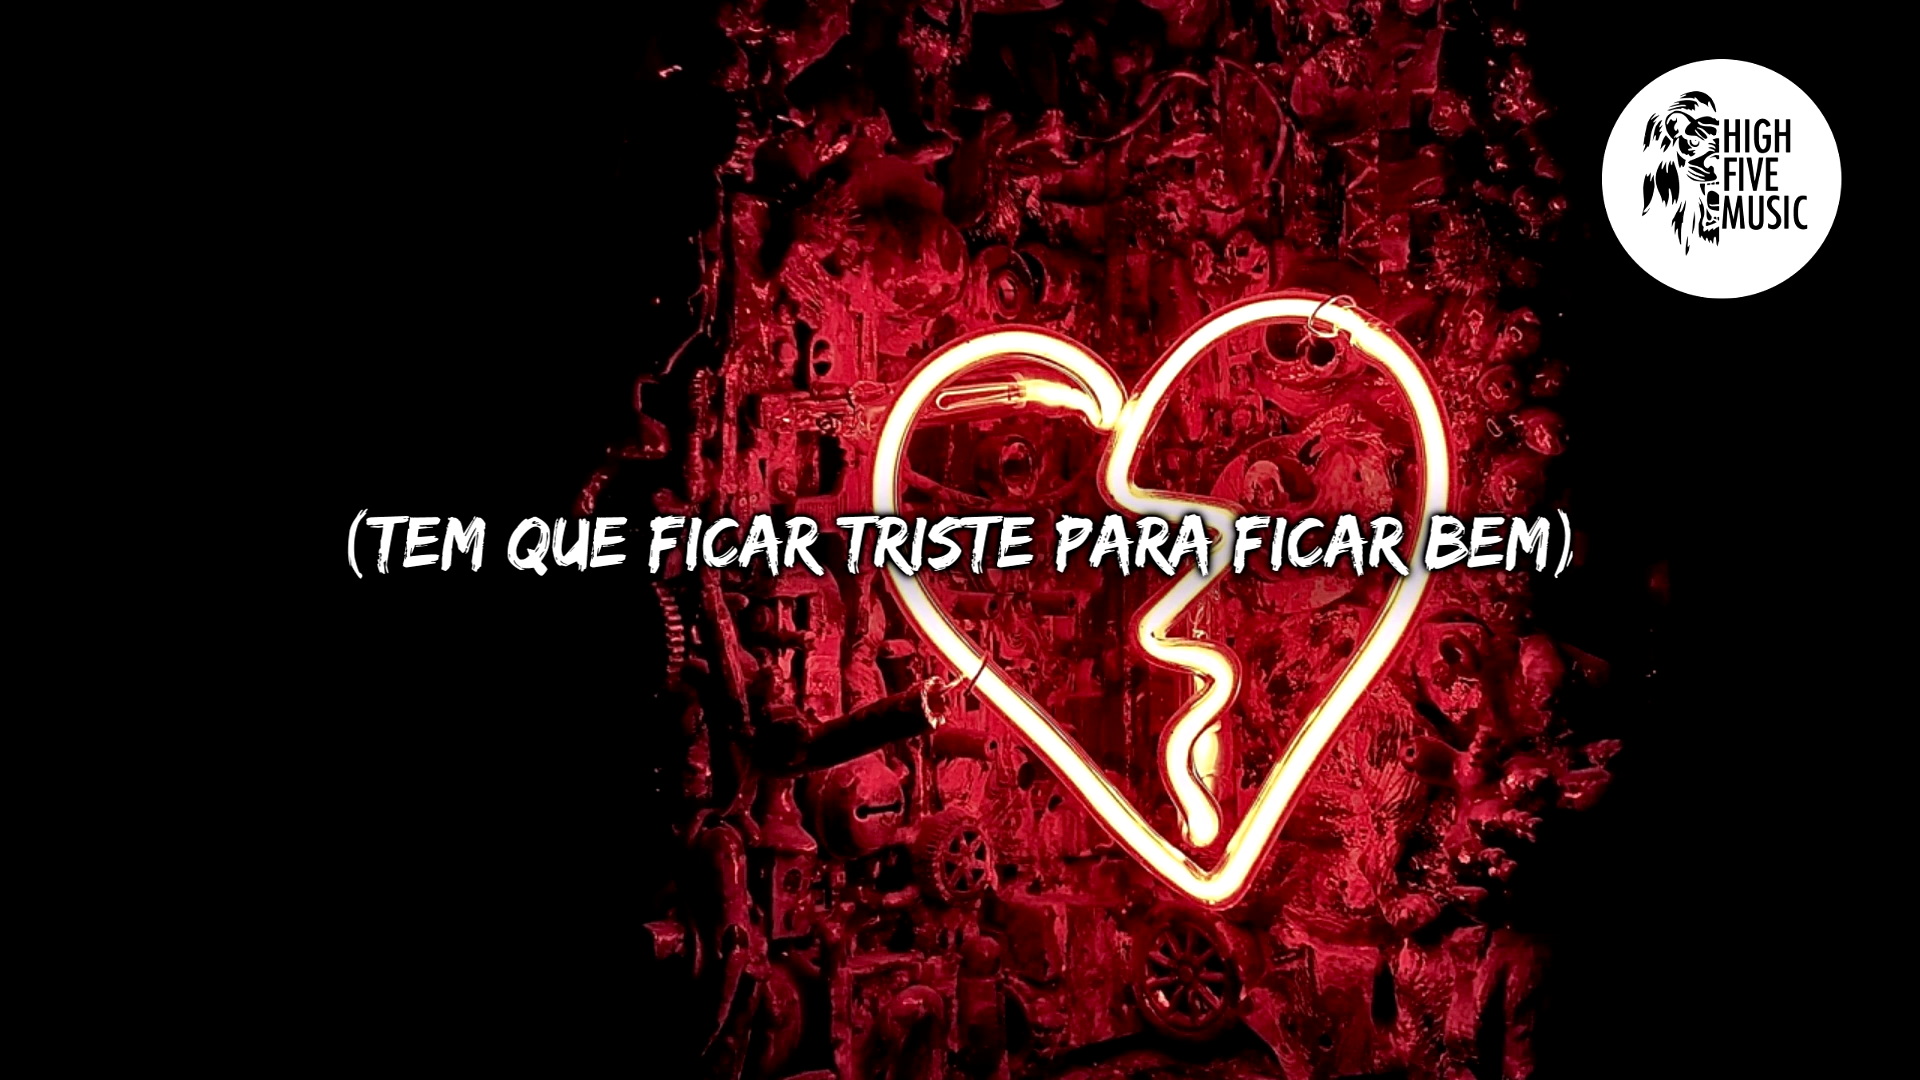 HIGH
FIVE
MUSIC
(TEM QUE FICAR TRISTE PARA FICAR BEM)